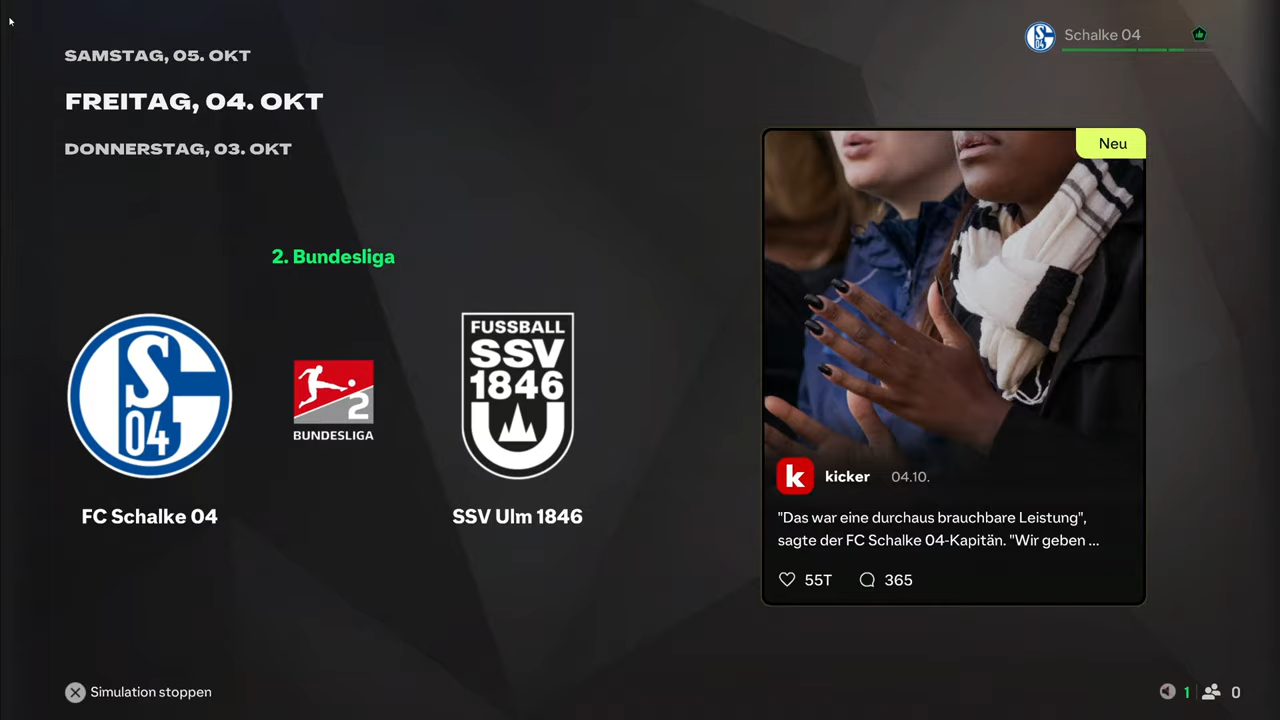 SAMSTAG, 05. OKT
FREITAG, 04. OKT
DONNERSTAG, 03. OKT
Schalke 04
Neu
2. Bundesliga
S
04
2
BUNDESLIGA
FUSSBALL
SSV
1846
FC Schalke 04
SSV Ulm 1846
k
kicker
04.10.
"Das war eine durchaus brauchbare Leistung",
sagte der FC Schalke 04-Kapitän. "Wir geben ...
55T
365
Simulation stoppen
1
0